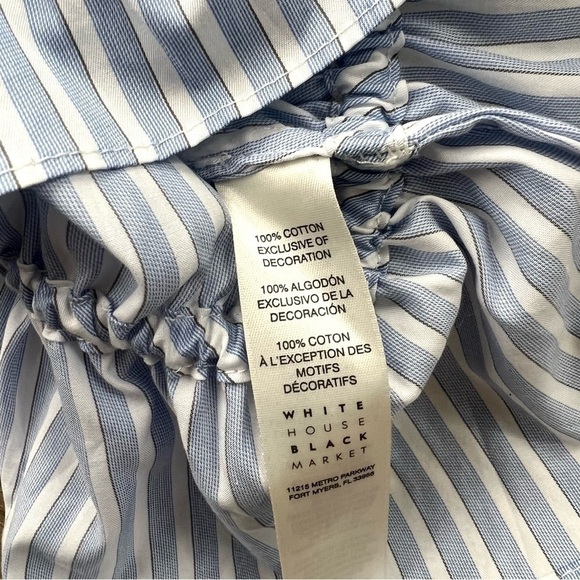 100% COTTON
EXCLUSIVE OF
DECORATION
100% ALGODÓN
EXCLUSIVO DE LA
DECORACIÓN
100% COTON
À L'EXCEPTION DES
MOTIFS
DÉCORATIFS
WHITE
HOUSE
BLACK
MARKET
11215 METRO PARKWAY
FORT MYERS, FL 33966